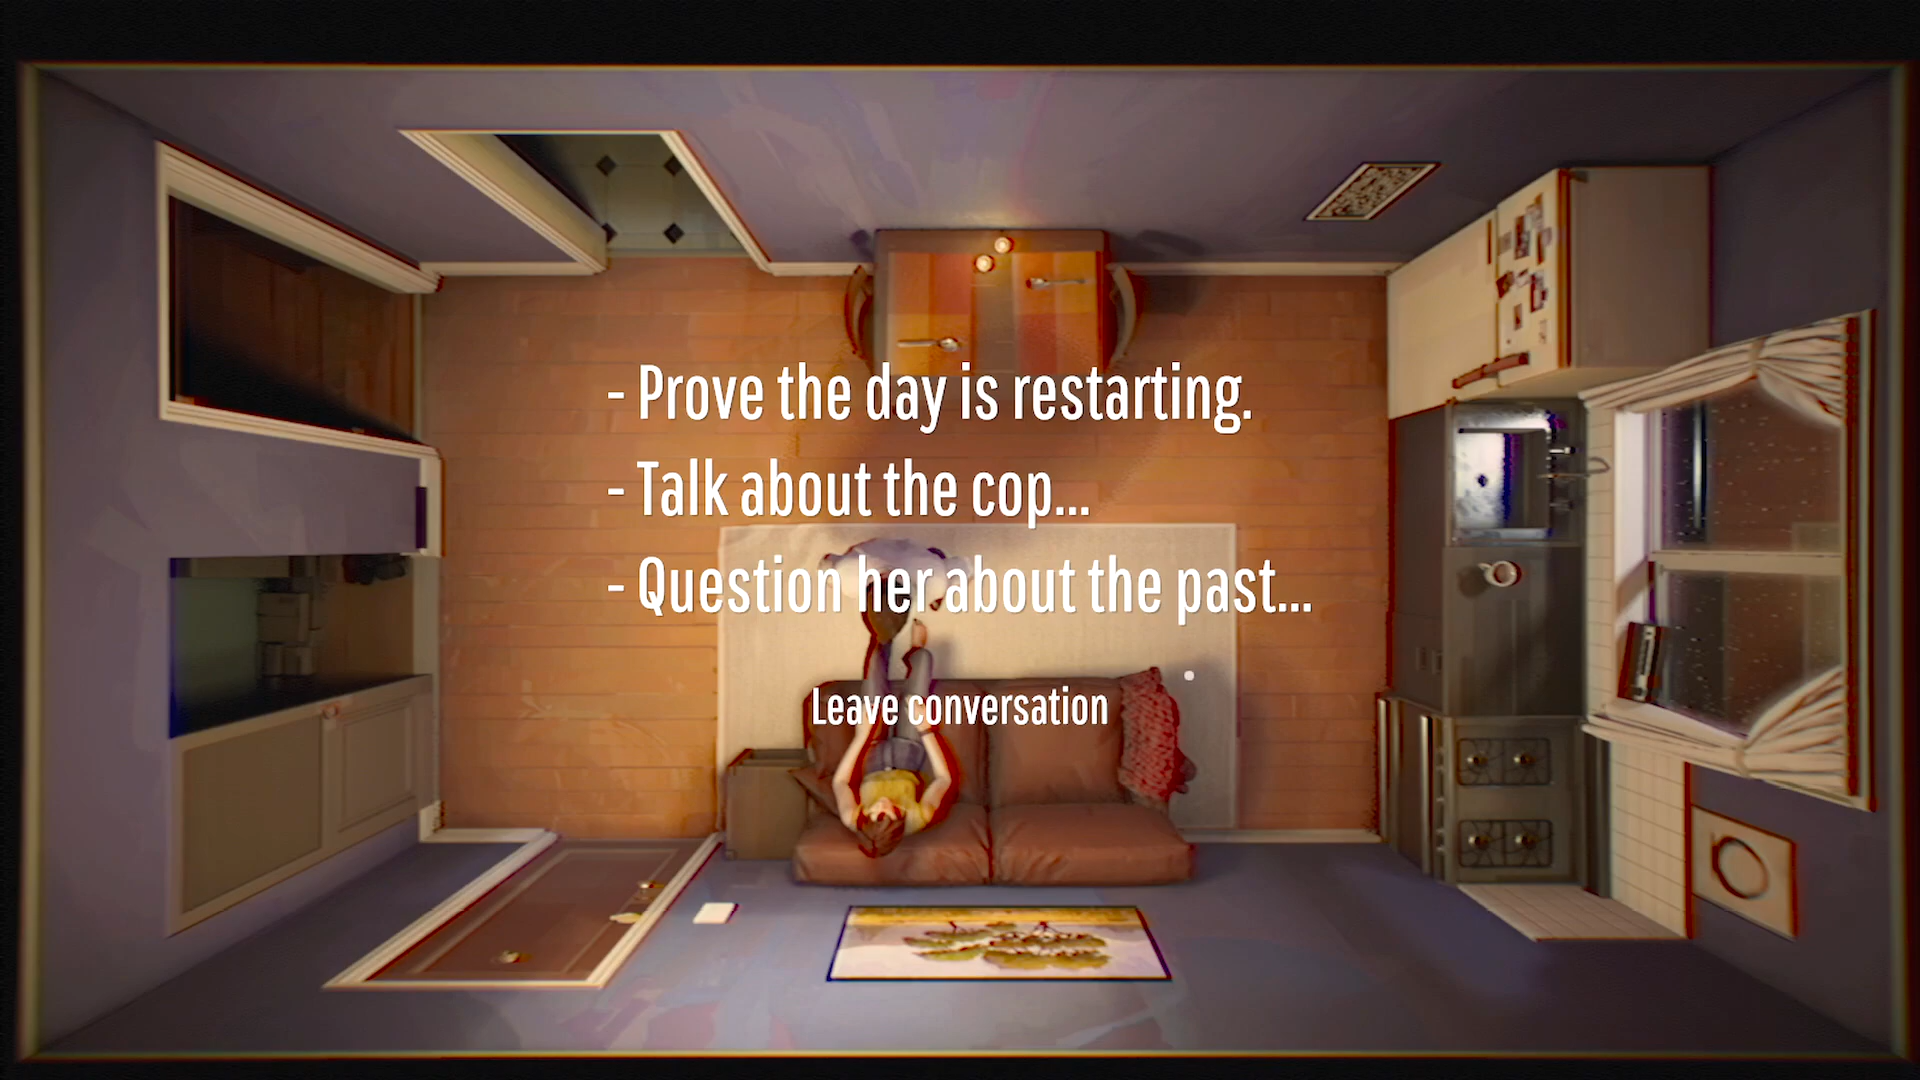 - Prove the day is restarting.
- Talk about the cop...
- Question her about the past...
Leave conversation